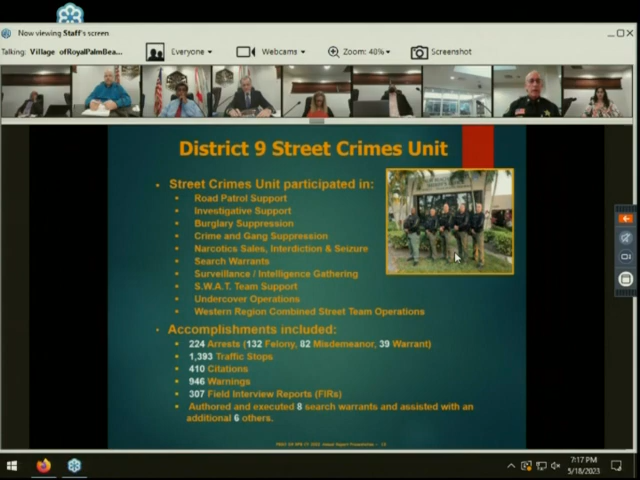 Now viewing Staff's screen
Talking: Village ofRoyalPalmBea...
Everyone
Webcams
Zoom: 48%
Screenshot
District 9 Street Crimes Unit
• Street Crimes Unit participated in:
Road Patrol Support
Investigative Support
Burglary Suppression
Crime and Gang Suppression
Narcotics Sales, Interdiction & Seizure
Search Warrants
Surveillance / Intelligence Gathering
S.W.A.T. Team Support
Undercover Operations
Western Region Combined Street Team Operations
• Accomplishments included:
224 Arrests (132 Felony, 82 Misdemeanor, 39 Warrant)
1,393 Traffic Stops
410 Citations
946 Warnings
307 Field Interview Reports (FIRs)
Authored and executed 8 search warrants and assisted with an
additional 6 others.
7:17 PM
5/18/2023